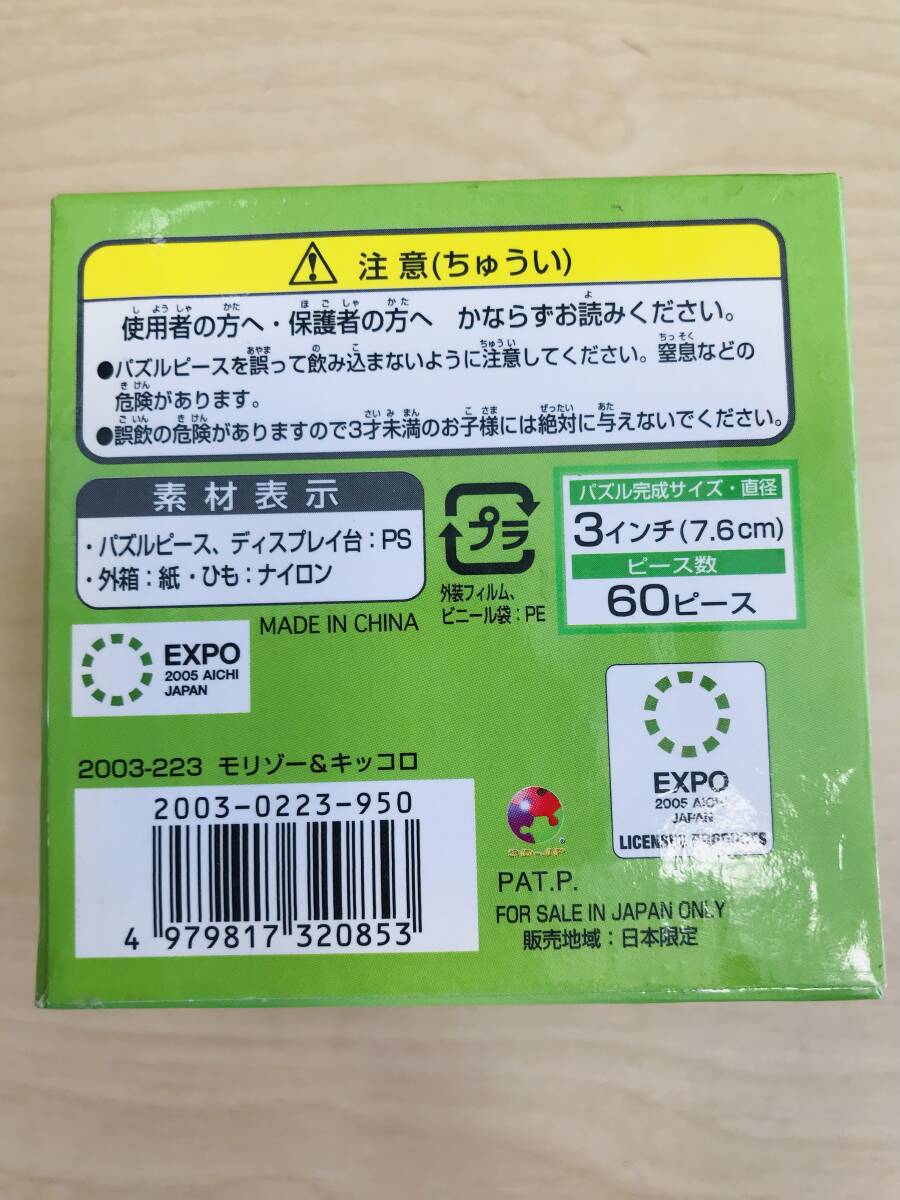 注意(ちゅうい)
使用者の方へ・保護者の方へ かならずお読みください。
●パズルピースを誤って飲み込まないように注意してください。窒息などの
危険があります。
●誤飲の危険がありますので3才未満のお子様には絶対に与えないでください。
素材表示
・パズルピース、ディスプレイ台：PS
・外箱：紙・ひも：ナイロン
プラ
外装フィルム、
ビニール袋：PE
パズル完成サイズ・直径
3インチ(7.6cm)
ピース数
60ピース
MADE IN CHINA
EXPO
2005 AICHI
JAPAN
EXPO
2005 AICHI
JAPAN
LICENSED PRODUCTS
2003-223 モリゾー&キッコロ
2003-0223-950
4 979817 320853
3D-JP
PAT.P.
FOR SALE IN JAPAN ONLY
販売地域：日本限定